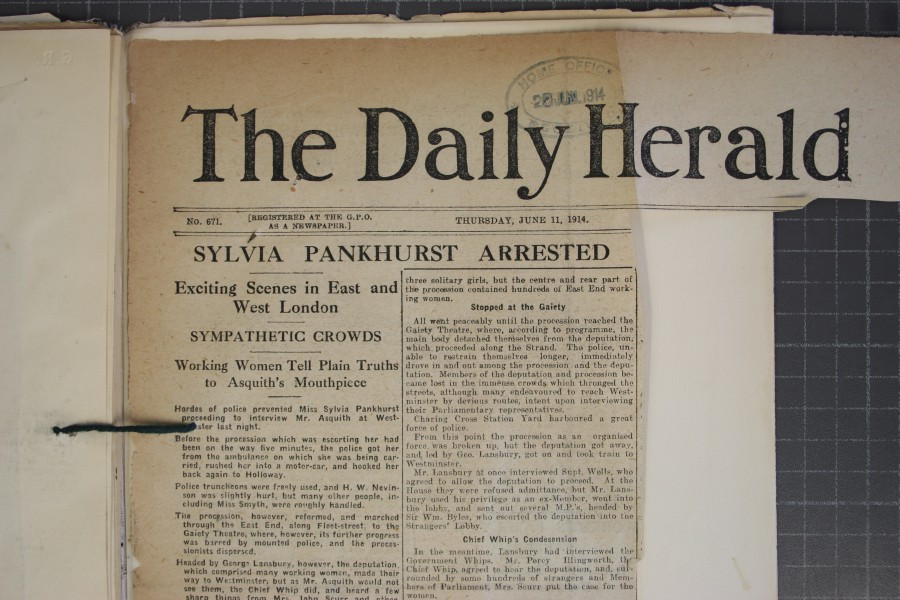 HOME OFFICE
JUN. 1914
The Daily Herald
No. 671.
[REGISTERED AT THE G.P.O.
AS A NEWSPAPER.]
THURSDAY, JUNE 11, 1914.
SYLVIA PANKHURST ARRESTED
Exciting Scenes in East and
West London
SYMPATHETIC CROWDS
Working Women Tell Plain Truths
to Asquith's Mouthpiece
Hordes of police prevented Miss Sylvia Pankhurst
proceeding to interview Mr. Asquith at West-
ster last night.
Before the procession which was escorting her had
been on the way five minutes, the police got her
from the ambulance on which she was being car-
ried, rushed her into a motor-car, and hooked her
back again to Holloway.
Police truncheons were freely used, and H. W. Nevin-
son was slightly hurt, but many other people, in-
cluding Miss Smyth, were roughly handled.
The procession, however, reformed, and marched
through the East End, along Fleet-street, to the
Gaiety Theatre, where, however, its further progress
was barred by mounted police, and the proces-
sionists dispersed.
Headed by George Lansbury, however, the deputation,
which comprised many working women, made their
way to Westminster, but as Mr. Asquith would not
see them, the Chief Whip did, and heard a few
sharp things from Mrs. John Scurr and other
three solitary girls, but the centre and rear part of
the procession contained hundreds of East End work-
ing women.
Stopped at the Gaiety
All went peaceably until the procession reached the
Gaiety Theatre, where, according to programme, the
main body detached themselves from the deputation,
which proceeded along the Strand. The police, un-
able to restrain themselves longer, immediately
drove in and out among the procession and the depu-
tation. Members of the deputation and procession be-
came lost in the immense crowds which thronged the
streets, although many endeavoured to reach West-
minster by devious routes, intent upon interviewing
their Parliamentary representatives.
Charing Cross Station Yard harboured a great
force of police.
From this point the procession as an organised
force was broken up, but the deputation got away,
and led by Geo. Lansbury, got on and took train to
Westminster.
Mr. Lansbury at once interviewed Supt. Wells, who
agreed to allow the deputation to proceed. At the
House they were refused admittance, but Mr. Lans-
bury used his privilege as an ex-Member, went into
the lobby, and sent out several M.P.'s, headed by
Sir Wm. Byles, who escorted the deputation into the
Strangers' Lobby.
Chief Whip's Condesension
In the meantime, Lansbury had interviewed the
Government Whips. Mr. Percy Illingworth, the
Chief Whip, agreed to hear the deputation, and, sur-
rounded by some hundreds of strangers and Mem-
bers of Parliament, Mrs. Scurr put the case for the
women.